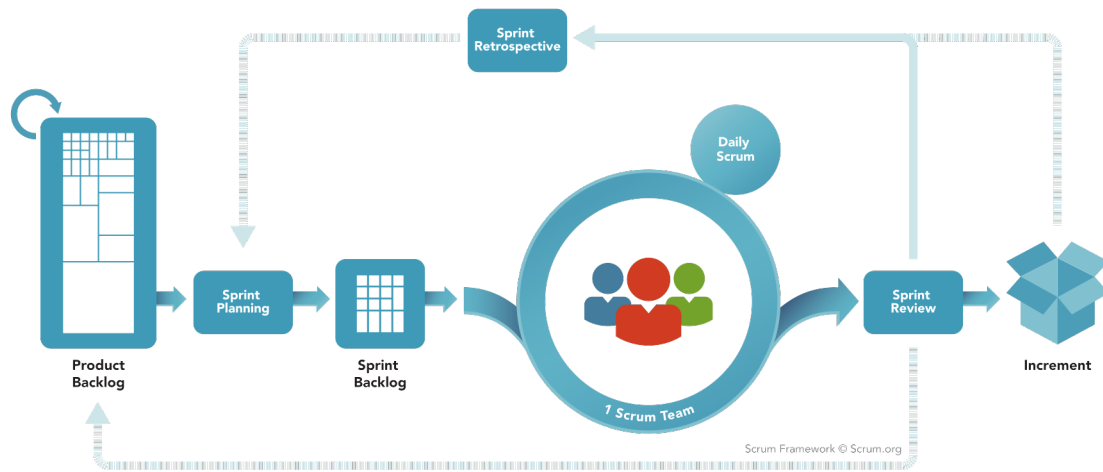 Sprint
Retrospective
Daily
Scrum
Sprint
Planning
Sprint
Review
Product
Backlog
Sprint
Backlog
1 Scrum Team
Increment
Scrum Framework © Scrum.org